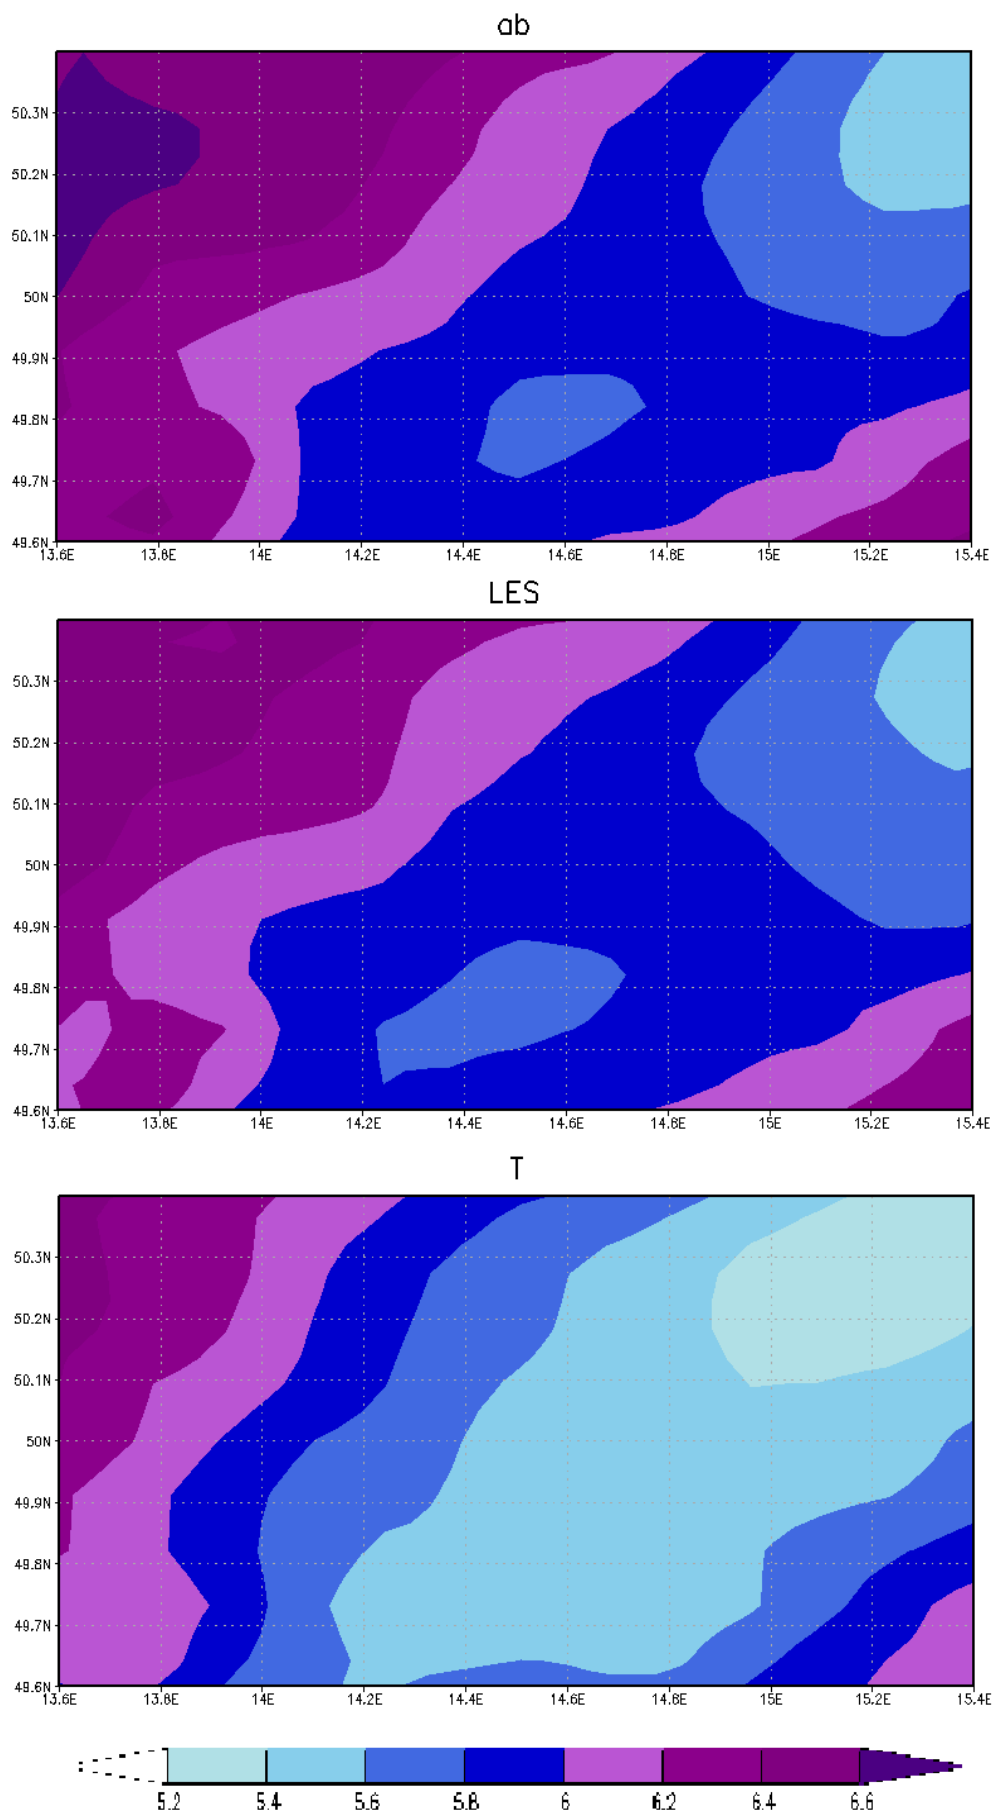 ab
50.3N
50.2N
50.1N
50N
49.9N
49.8N
49.7N
49.6N
13.6E 13.8E 14E 14.2E 14.4E 14.6E 14.8E 15E 15.2E 15.4E
LES
50.3N
50.2N
50.1N
50N
49.9N
49.8N
49.7N
49.6N
13.6E 13.8E 14E 14.2E 14.4E 14.6E 14.8E 15E 15.2E 15.4E
T
50.3N
50.2N
50.1N
50N
49.9N
49.8N
49.7N
49.6N
13.6E 13.8E 14E 14.2E 14.4E 14.6E 14.8E 15E 15.2E 15.4E
5.2 5.4 5.6 5.8 6 6.2 6.4 6.6